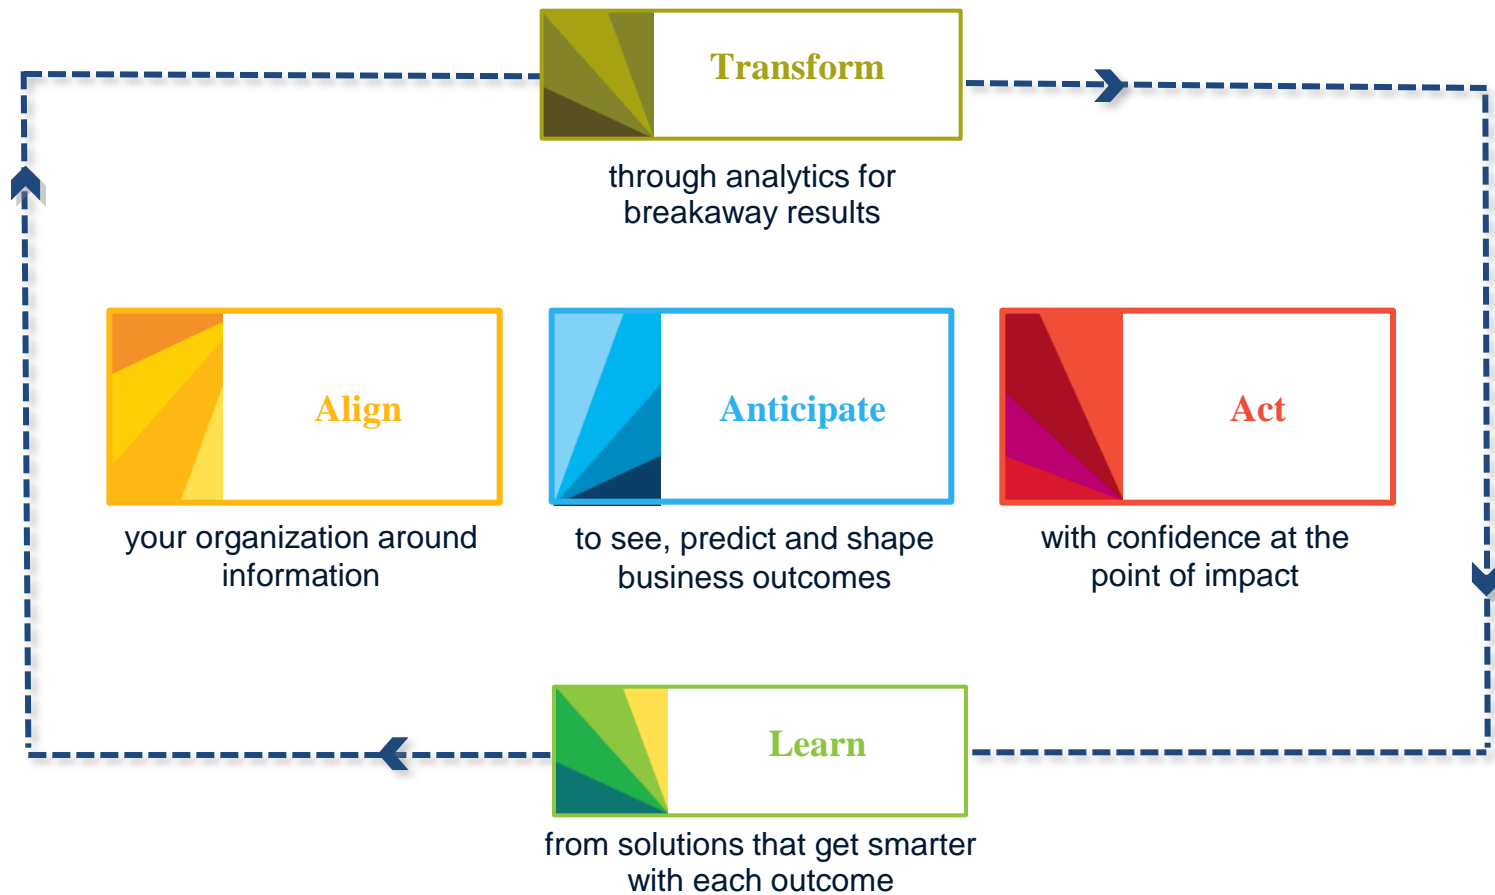 Transform
through analytics for
breakaway results
Align
your organization around
information
Anticipate
to see, predict and shape
business outcomes
Act
with confidence at the
point of impact
Learn
from solutions that get smarter
with each outcome